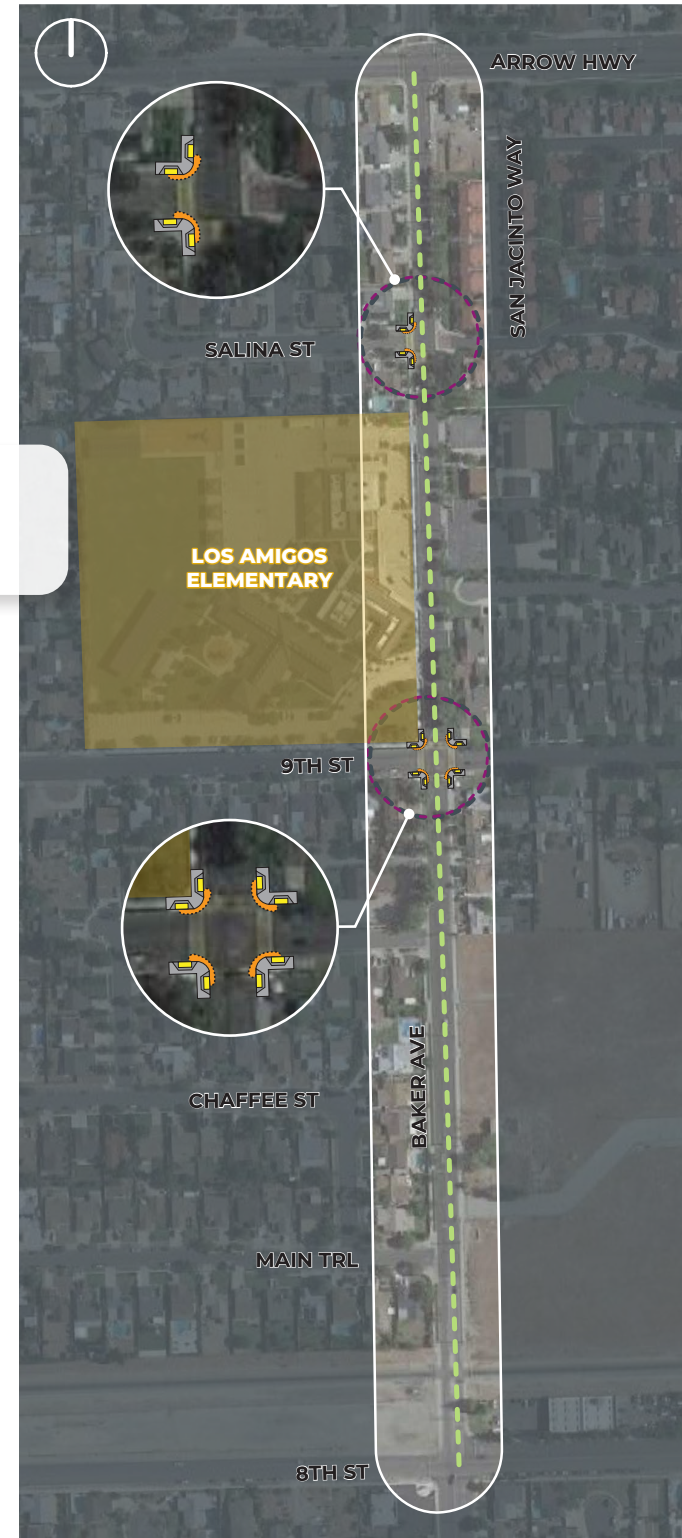 ARROW HWY
SAN JACINTO WAY
SALINA ST
LOS AMIGOS
ELEMENTARY
9TH ST
CHAFFEE ST
BAKER AVE
MAIN TRL
8TH ST